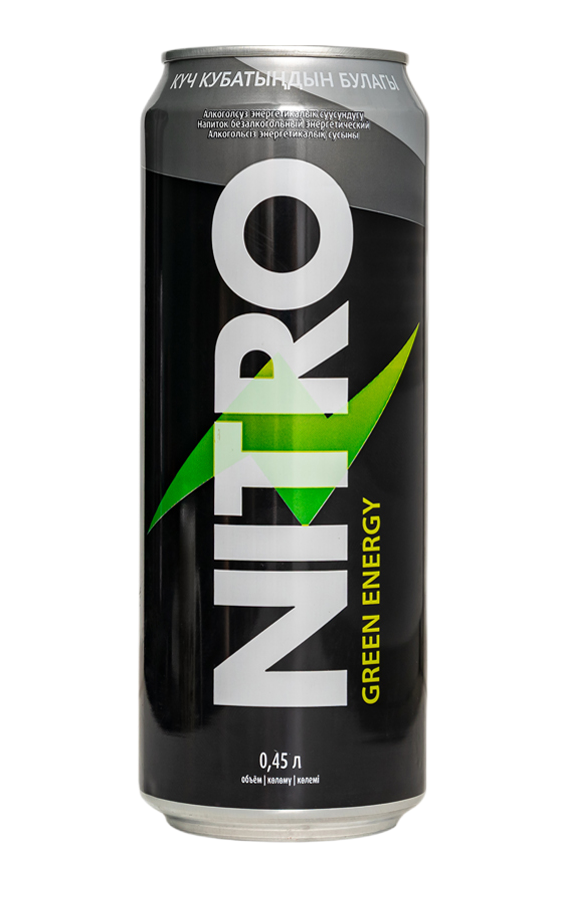 КҮЧ КУБАТЫҢДЫН БУЛАГЫ
Алкоголсуз энергетикалык суусундугу
Напиток безалкогольный энергетический
Алкогольсіз энергетикалық сусыны
NITRO
GREEN ENERGY
0,45 л
объём | көлөмү | көлемі